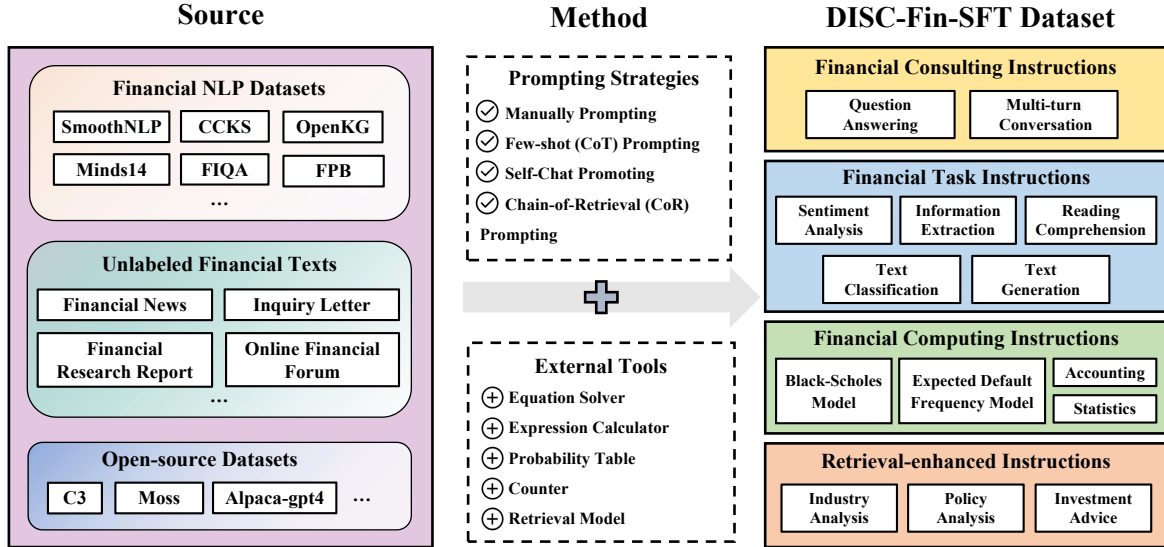 Source
Financial NLP Datasets
SmoothNLP
CCKS
OpenKG
Minds14
FIQA
FPB
...
Unlabeled Financial Texts
Financial News
Inquiry Letter
Financial
Research Report
Online Financial
Forum
...
Open-source Datasets
C3
Moss
Alpaca-gpt4
...
Method
Prompting Strategies
Manually Prompting
Few-shot (CoT) Prompting
Self-Chat Promoting
Chain-of-Retrieval (CoR)
Prompting
External Tools
Equation Solver
Expression Calculator
Probability Table
Counter
Retrieval Model
DISC-Fin-SFT Dataset
Financial Consulting Instructions
Question
Answering
Multi-turn
Conversation
Financial Task Instructions
Sentiment
Analysis
Information
Extraction
Reading
Comprehension
Text
Classification
Text
Generation
Financial Computing Instructions
Black-Scholes
Model
Expected Default
Frequency Model
Accounting
Statistics
Retrieval-enhanced Instructions
Industry
Analysis
Policy
Analysis
Investment
Advice